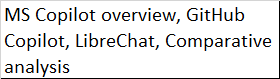 MS Copilot overview, GitHub
Copilot, LibreChat, Comparative
analysis